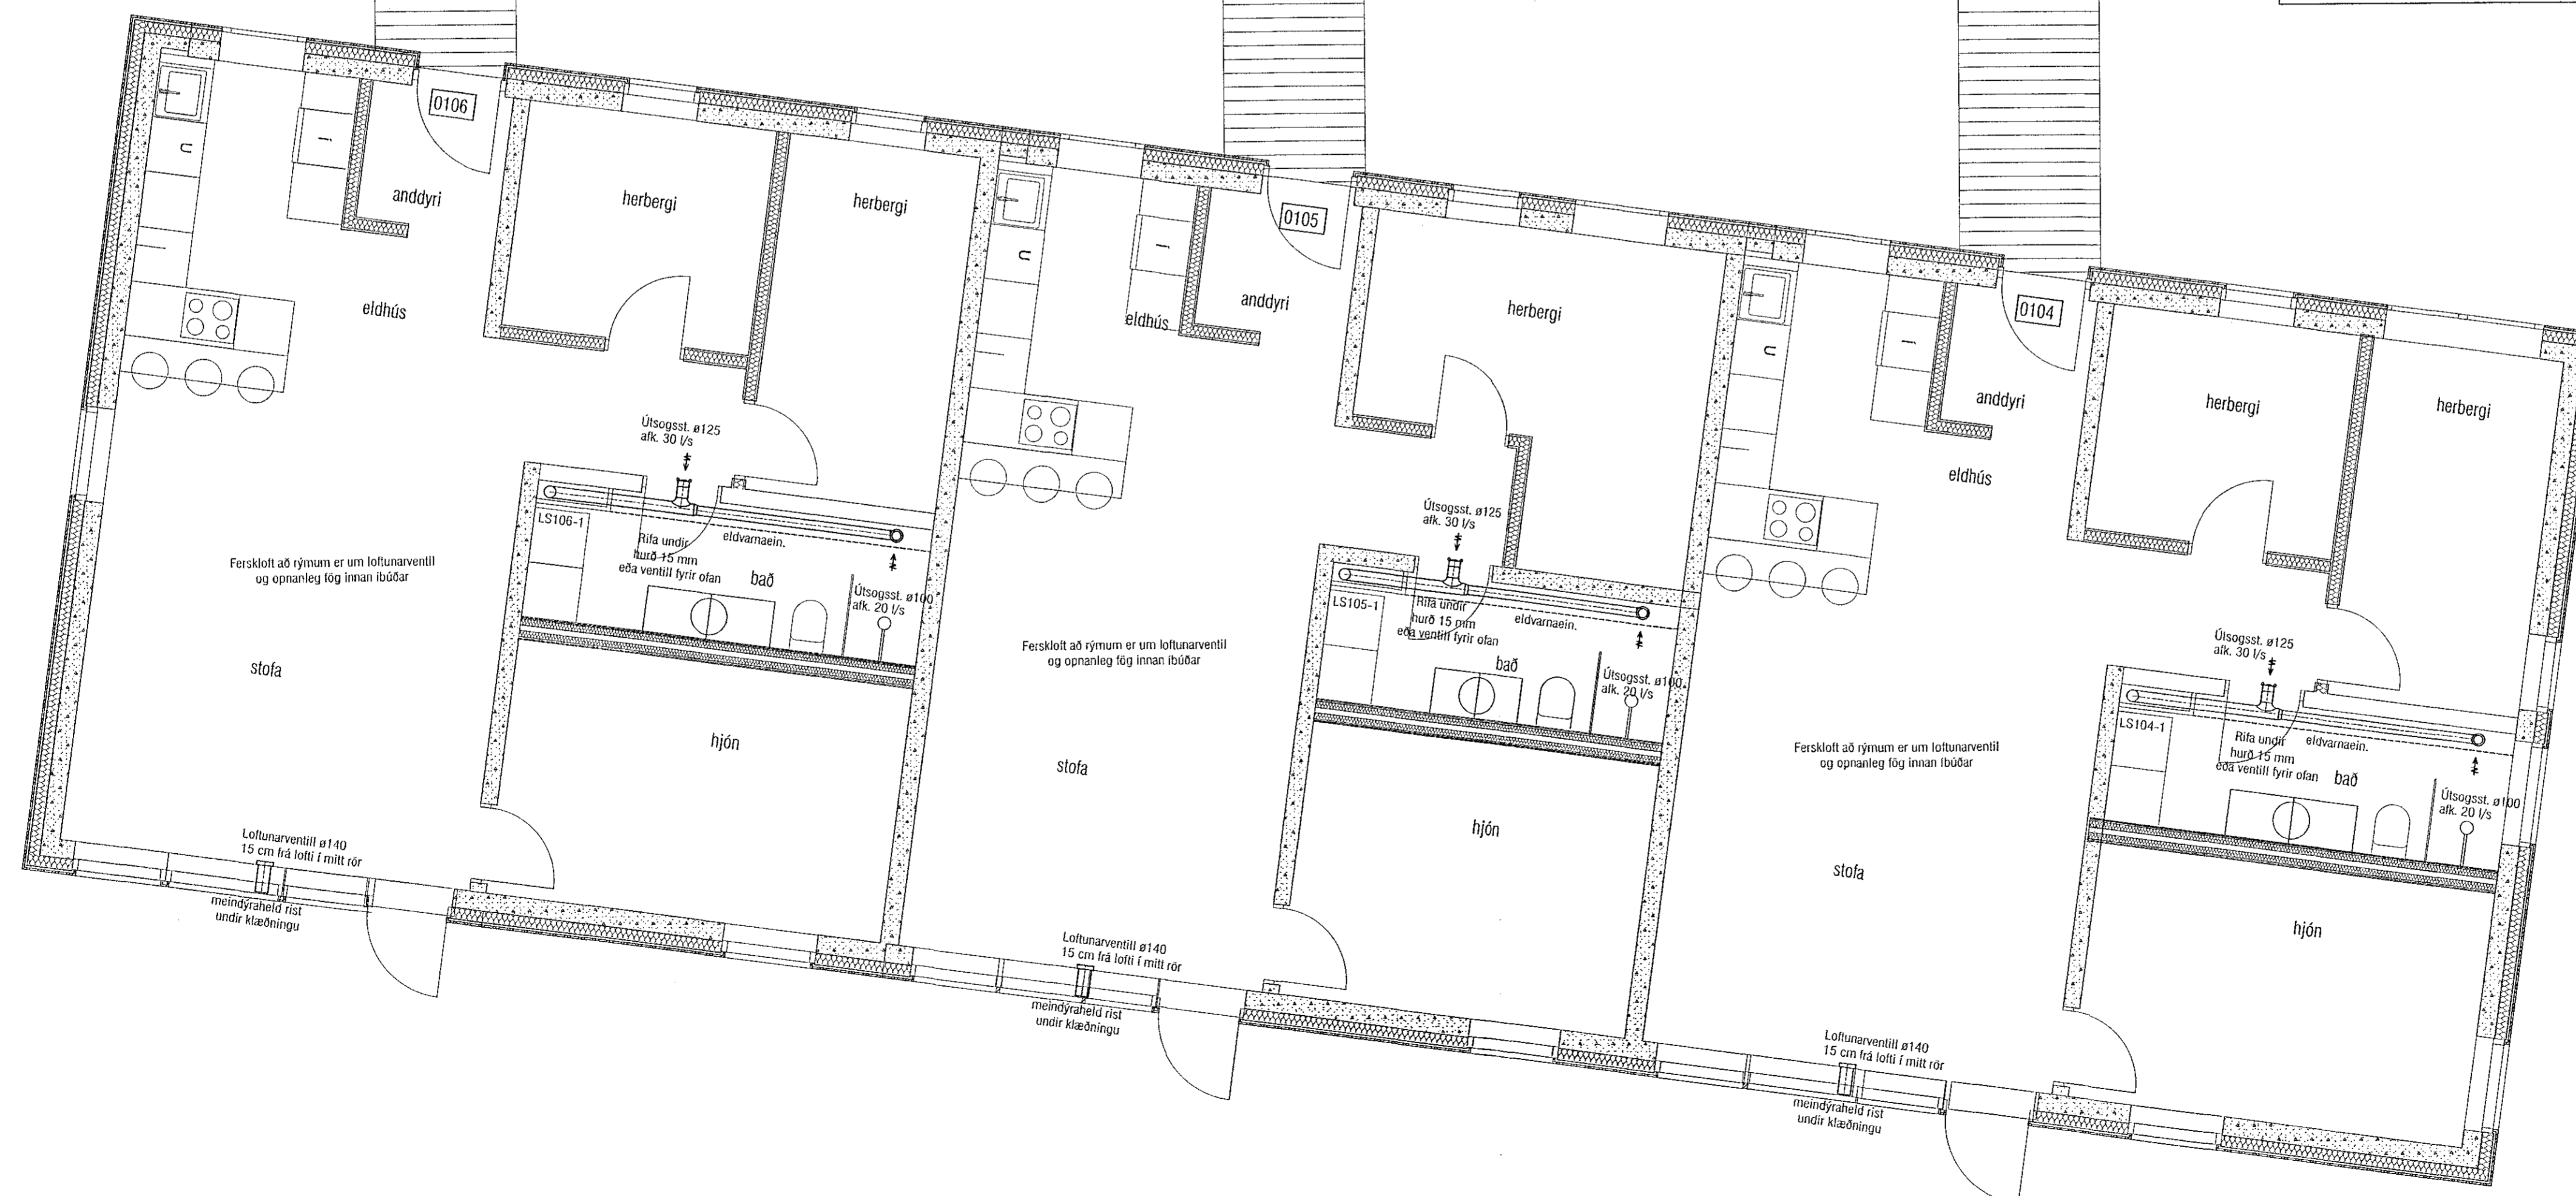 0106
anddyri
herbergi
herbergi
U
Í
eldhús
Útsogsst. ø125
afk. 30 l/s
LS106-1
Rifa undir
hurð 15 mm
eða ventill fyrir ofan
eldvarnaein.
bað
Útsogsst. ø100
afk. 20 l/s
Ferskloft að rýmum er um loftunarventil
og opnanleg fög innan íbúðar
stofa
hjón
Loftunarventill ø140
15 cm frá lofti í mitt rör
meindýraheld rist
undir klæðningu
0105
anddyri
herbergi
U
Í
eldhús
Útsogsst. ø125
afk. 30 l/s
LS105-1
Rifa undir
hurð 15 mm
eða ventill fyrir ofan
eldvarnaein.
bað
Útsogsst. ø100
afk. 20 l/s
Ferskloft að rýmum er um loftunarventil
og opnanleg fög innan íbúðar
stofa
hjón
Loftunarventill ø140
15 cm frá lofti í mitt rör
meindýraheld rist
undir klæðningu
0104
anddyri
herbergi
herbergi
U
Í
eldhús
Útsogsst. ø125
afk. 30 l/s
LS104-1
Rifa undir
hurð 15 mm
eða ventill fyrir ofan
eldvarnaein.
bað
Útsogsst. ø100
afk. 20 l/s
Ferskloft að rýmum er um loftunarventil
og opnanleg fög innan íbúðar
stofa
hjón
Loftunarventill ø140
15 cm frá lofti í mitt rör
meindýraheld rist
undir klæðningu